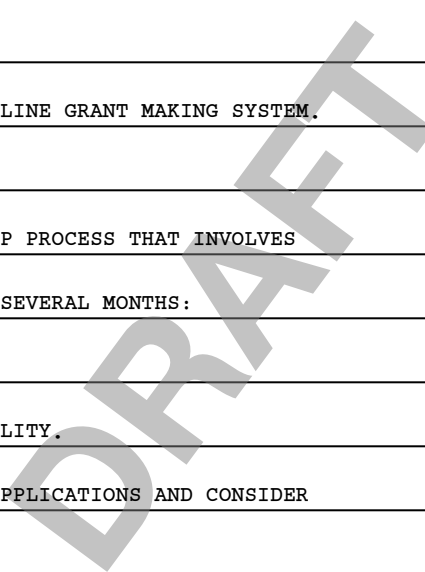 LINE GRANT MAKING SYSTEM.
P PROCESS THAT INVOLVES
SEVERAL MONTHS:
LITY.
PPLICATIONS AND CONSIDER
DRAFT